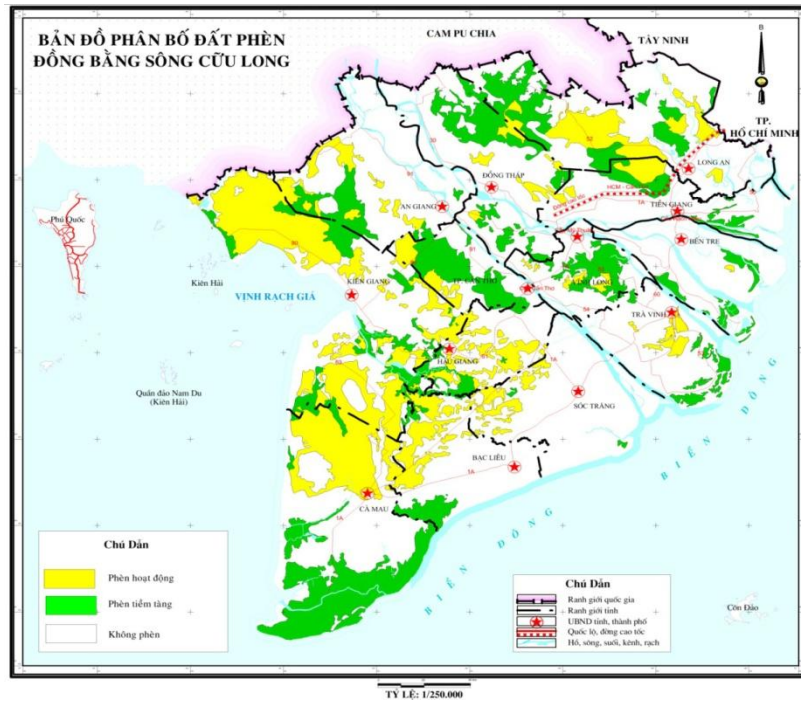 BẢN ĐỒ PHÂN BỐ ĐẤT PHÈN
ĐỒNG BẰNG SÔNG CỬU LONG
CAM PU CHIA
TÂY NINH
B
TP.
HỒ CHÍ MINH
LONG AN
ĐỒNG THÁP
AN GIANG
TIỀN GIANG
BẾN TRE
Phú Quốc
Kiên Hải
VỊNH RẠCH GIÁ
KIÊN GIANG
TP. CẦN THƠ
TRÀ VINH
HẬU GIANG
SÓC TRĂNG
Quần đảo Nam Du
(Kiên Hải)
BẠC LIÊU
CÀ MAU
BIỂN ĐÔNG
BIỂN ĐÔNG
Côn Đảo
Chú Dẫn
Phèn hoạt động
Phèn tiềm tàng
Không phèn
Chú Dẫn
Ranh giới quốc gia
Ranh giới tỉnh
UBND tỉnh, thành phố
Quốc lộ, đờng cao tốc
Hồ, sông, suối, kênh, rạch
TỶ LỆ: 1/250.000